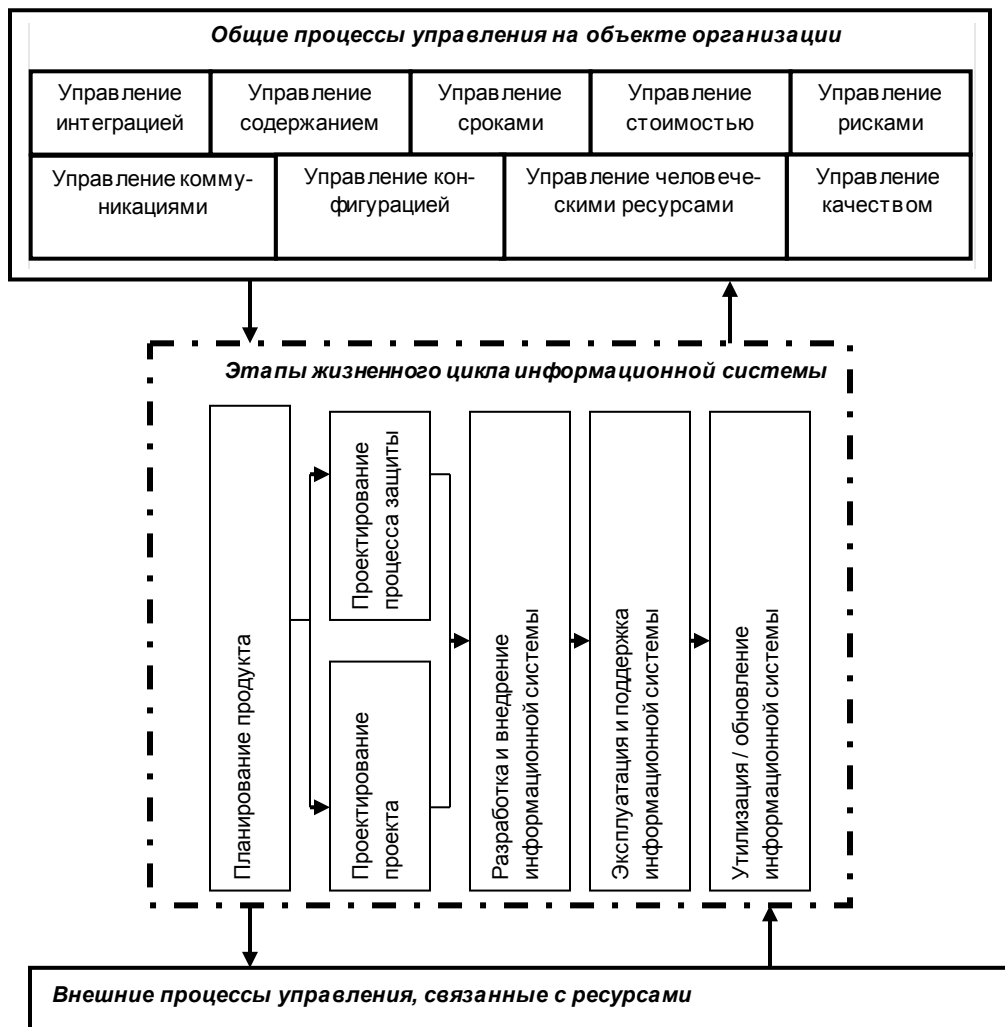 Общие процессы управления на объекте организации
Управление
интеграцией
Управление
содержанием
Управление
сроками
Управление
стоимостью
Управление
рисками
Управление комму-
никациями
Управление кон-
фигурацией
Управление человече-
скими ресурсами
Управление
качеством
Этапы жизненного цикла информационной системы
Планирование продукта
Проектирование
процесса защиты
Проектирование
проекта
Разработка и внедрение
информационной системы
Эксплуатация и поддержка
информационной системы
Утилизация / обновление
информационной системы
Внешние процессы управления, связанные с ресурсами